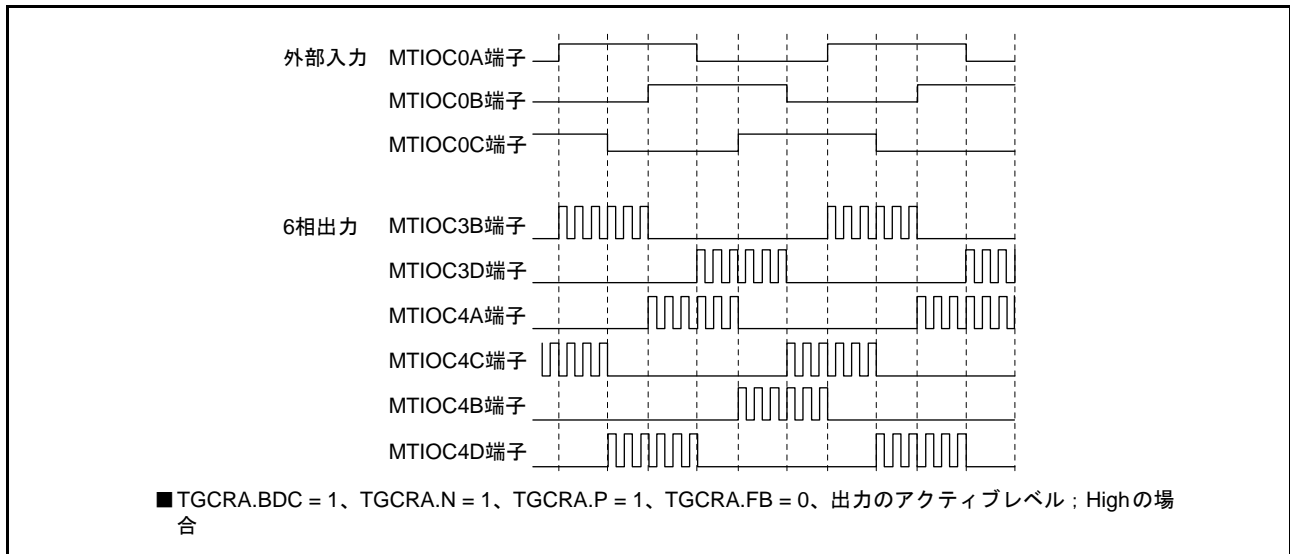 外部入力 MTIOC0A端子
MTIOC0B端子
MTIOC0C端子
6相出力 MTIOC3B端子
MTIOC3D端子
MTIOC4A端子
MTIOC4C端子
MTIOC4B端子
MTIOC4D端子
■TGCRA.BDC = 1、TGCRA.N = 1、TGCRA.P = 1、TGCRA.FB = 0、出力のアクティブレベル；Highの場
合